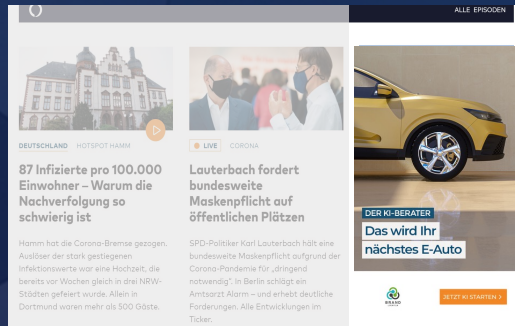 ALLE EPISODEN
DEUTSCHLAND HOTSPOT HAMM
87 Infizierte pro 100.000
Einwohner – Warum die
Nachverfolgung so
schwierig ist
Hamm hat die Corona-Bremse gezogen.
Auslöser der stark gestiegenen
Infektionswerte war eine Hochzeit, die
bereits vor Wochen gleich in drei NRW-
Städten gefeiert wurde. Allein in
Dortmund waren mehr als 500 Gäste.
LIVE CORONA
Lauterbach fordert
bundesweite
Maskenpflicht auf
öffentlichen Plätzen
SPD-Politiker Karl Lauterbach hält eine
bundesweite Maskenpflicht aufgrund der
Corona-Pandemie für „dringend
notwendig“. In Berlin schlägt ein
Amtsarzt Alarm – und erhebt deutliche
Forderungen. Alle Entwicklungen im
Ticker.
DER KI-BERATER
Das wird Ihr
nächstes E-Auto
BRAND
JETZT KI STARTEN >